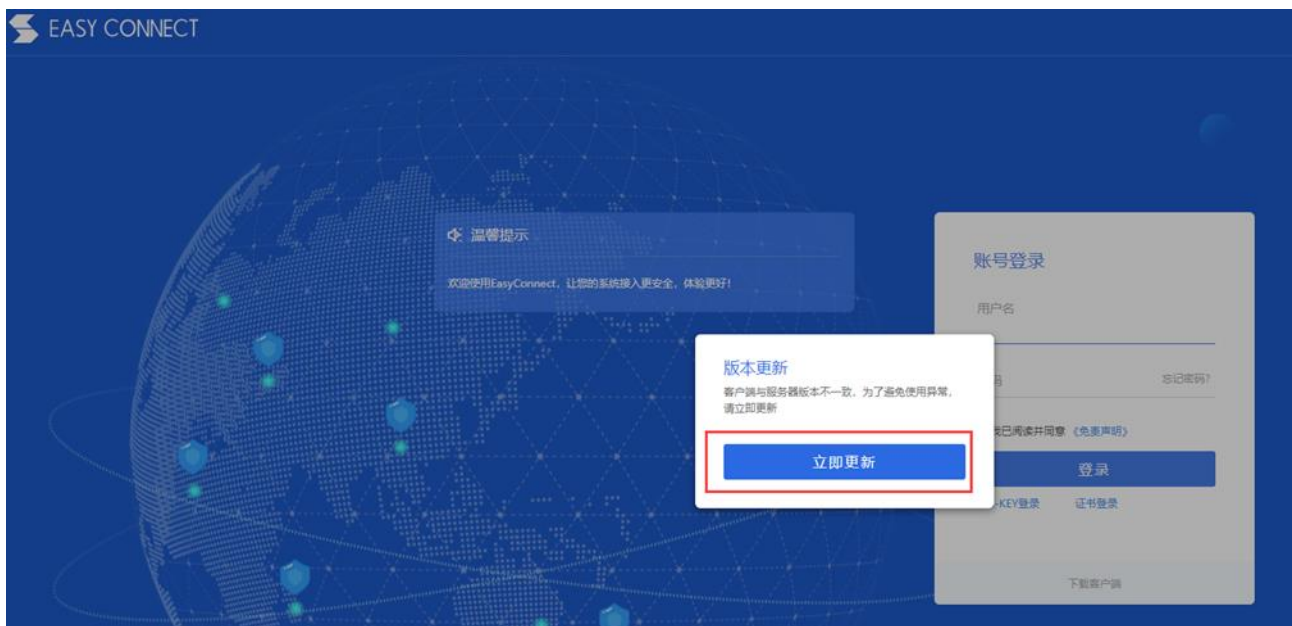 EASY CONNECT
温馨提示
欢迎使用EasyConnect，让您的系统接入更安全，体验更好！
账号登录
用户名
版本更新
客户端与服务器版本不一致，为了避免使用异常，
请立即更新
立即更新
忘记密码?
我已阅读并同意《免责声明》
登录
-KEY登录
证书登录
下载客户端